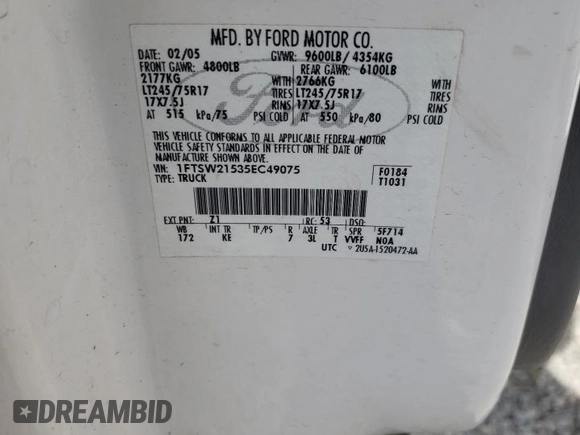 MFD. BY FORD MOTOR CO.
DATE: 02/05 GVWR: 9600LB/ 4354KG
FRONT GAWR: 4800LB REAR GAWR: 6100LB
2177KG WITH 2766KG WITH
LT245/75R17 TIRES LT245/75R17 TIRES
17X7.5J RIMS 17X7.5J RIMS
AT 515 kPa/75 PSI COLD AT 550 kPa/80 PSI COLD
THIS VEHICLE CONFORMS TO ALL APPLICABLE FEDERAL MOTOR
VEHICLE SAFETY STANDARDS IN EFFECT ON THE DATE OF
MANUFACTURE SHOWN ABOVE.
VIN: 1FTSW21535EC49075 F0184
TYPE: TRUCK T1031
Ford
EXT PNT: Z1 RC: 53 DSO:
WB INT TR TP/PS R AXLE TR SPR 5F714
172 KE 7 3L T VVFF NOA
UTC 2U5A-1520472-AA
DREAMBID